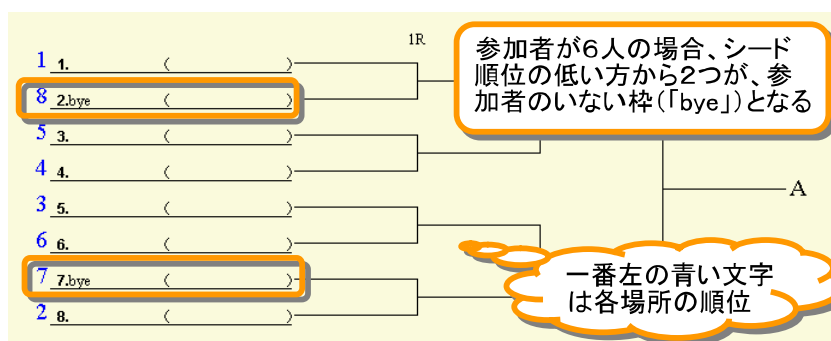 1R
1 1. ( )
8 2.bye ( )
5 3. ( )
4 4. ( )
3 5. ( )
6 6. ( )
7 7.bye ( )
2 8. ( )
参加者が6人の場合、シード
順位の低い方から2つが、参
加者のいない枠(「bye」)となる
A
一番左の青い文字
は各場所の順位